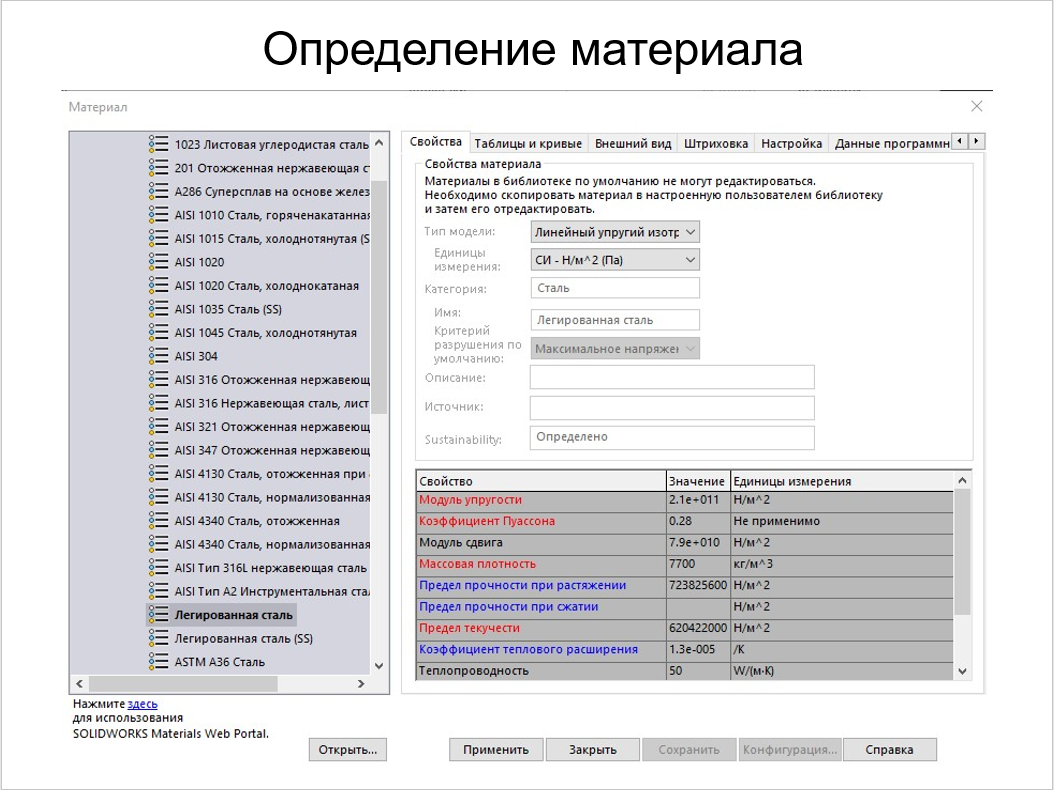 Определение материала
Материал
1023 Листовая углеродистая сталь
201 Отожженная нержавеющая ст
A286 Суперсплав на основе желез
AISI 1010 Сталь, горячекатанная
AISI 1015 Сталь, холоднотянутая (S
AISI 1020
AISI 1020 Сталь, холоднокатаная
AISI 1035 Сталь (SS)
AISI 1045 Сталь, холоднотянутая
AISI 304
AISI 316 Отожженная нержавеющ
AISI 316 Нержавеющая сталь, лист
AISI 321 Отожженная нержавеющ
AISI 347 Отожженная нержавеющ
AISI 4130 Сталь, отожженная при
AISI 4130 Сталь, нормализованная
AISI 4340 Сталь, отожженная
AISI 4340 Сталь, нормализованная
AISI Тип 316L нержавеющая сталь
AISI Тип A2 Инструментальная ста
Легированная сталь
Легированная сталь (SS)
ASTM A36 Сталь
Нажмите здесь
для использования
SOLIDWORKS Materials Web Portal.
Свойства Таблицы и кривые Внешний вид Штриховка Настройка Данные программн
Свойства материала
Материалы в библиотеке по умолчанию не могут редактироваться.
Необходимо скопировать материал в настроенную пользователем библиотеку
и затем его отредактировать.
Тип модели: Линейный упругий изотр
Единицы
измерения: СИ - Н/м^2 (Па)
Категория: Сталь
Имя: Легированная сталь
Критерий
разрушения по
умолчанию: Максимальное напряжен
Описание:
Источник:
Sustainability: Определено
Свойство Значение Единицы измерения
Модуль упругости 2.1e+011 Н/м^2
Коэффициент Пуассона 0.28 Не применимо
Модуль сдвига 7.9e+010 Н/м^2
Массовая плотность 7700 кг/м^3
Предел прочности при растяжении 723825600 Н/м^2
Предел прочности при сжатии Н/м^2
Предел текучести 620422000 Н/м^2
Коэффициент теплового расширения 1.3e-005 /K
Теплопроводность 50 W/(м·K)
Открыть... Применить Закрыть Сохранить Конфигурация... Справка